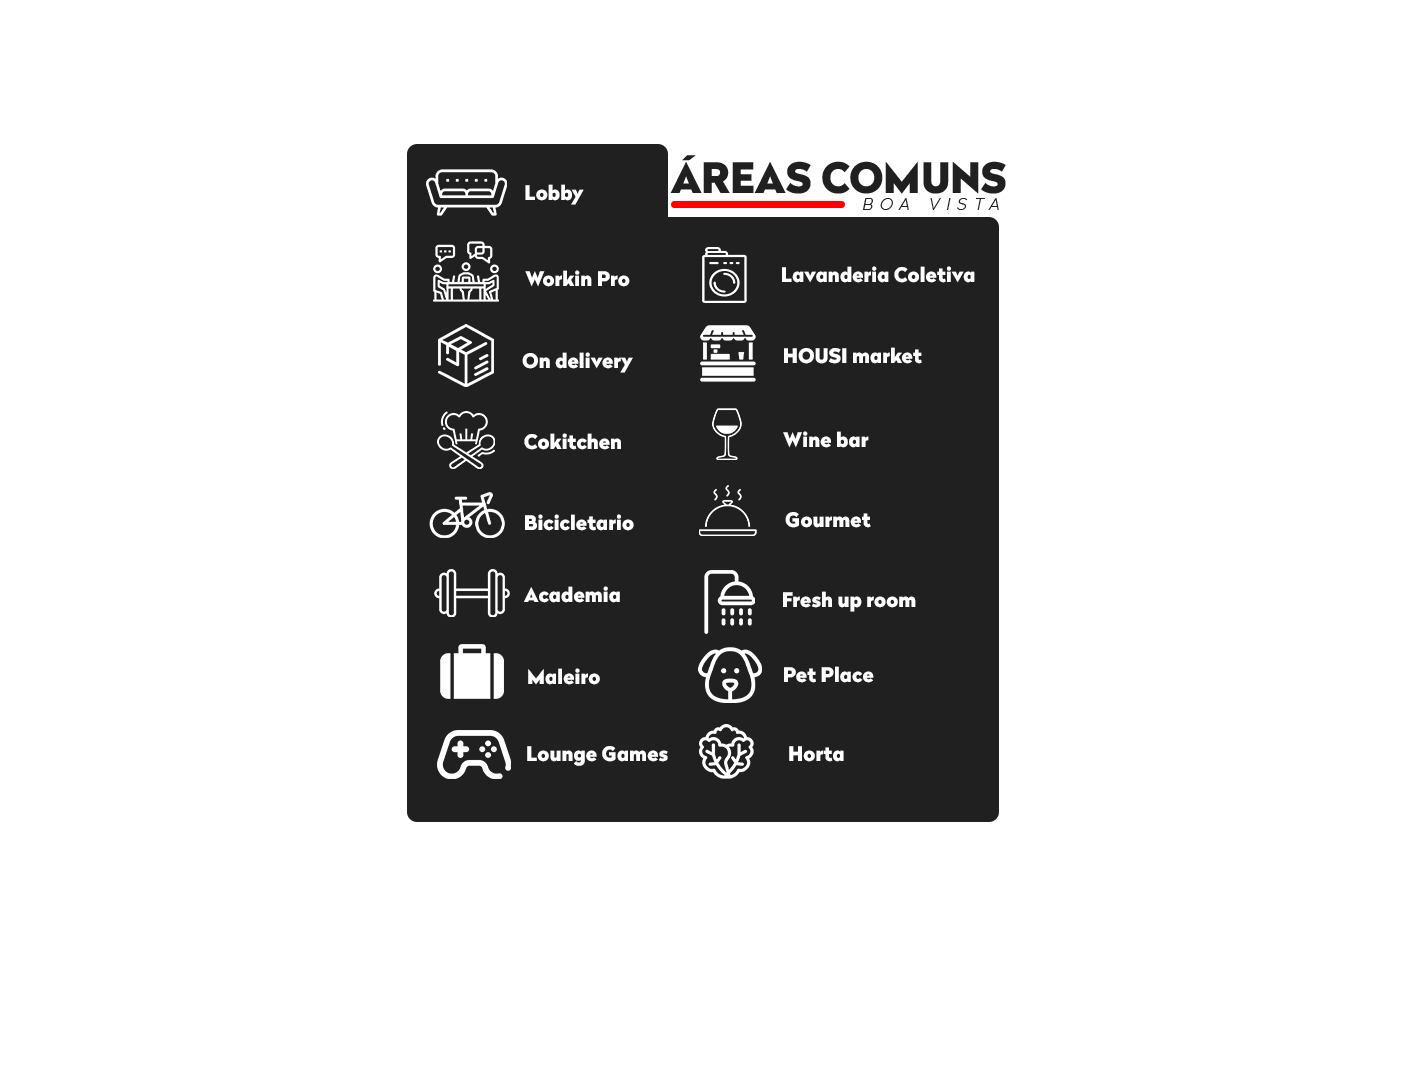 ÁREAS COMUNS
BOA VISTA
Lobby
Workin Pro
On delivery
Cokitchen
Bicicletario
Academia
Maleiro
Lounge Games
Lavanderia Coletiva
HOUSI market
Wine bar
Gourmet
Fresh up room
Pet Place
Horta